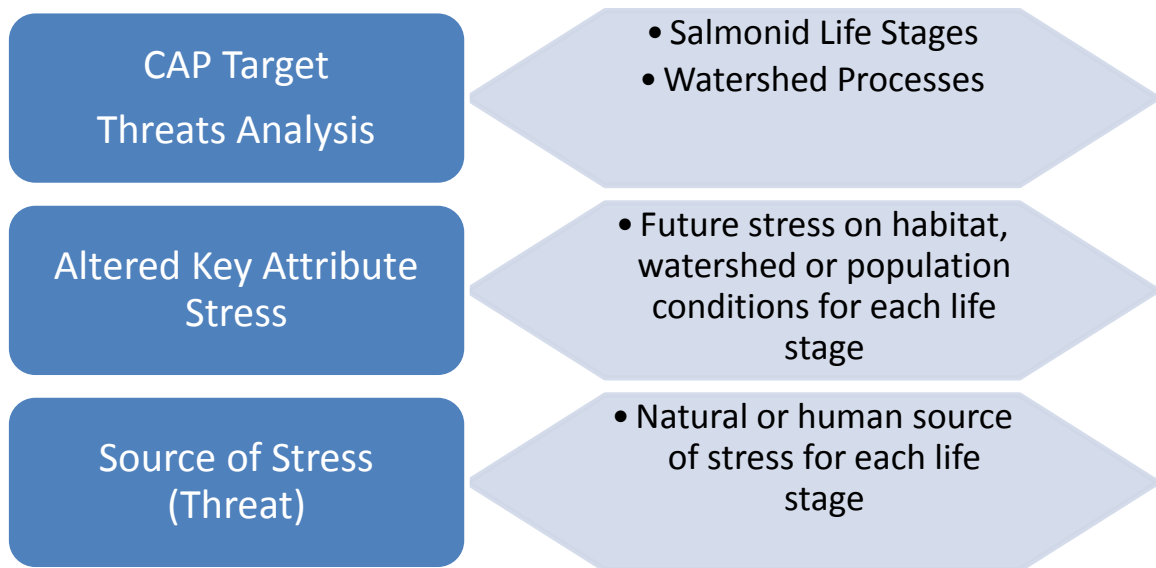 CAP Target
Threats Analysis
• Salmonid Life Stages
• Watershed Processes
Altered Key Attribute
Stress
• Future stress on habitat,
watershed or population
conditions for each life
stage
Source of Stress
(Threat)
• Natural or human source
of stress for each life
stage